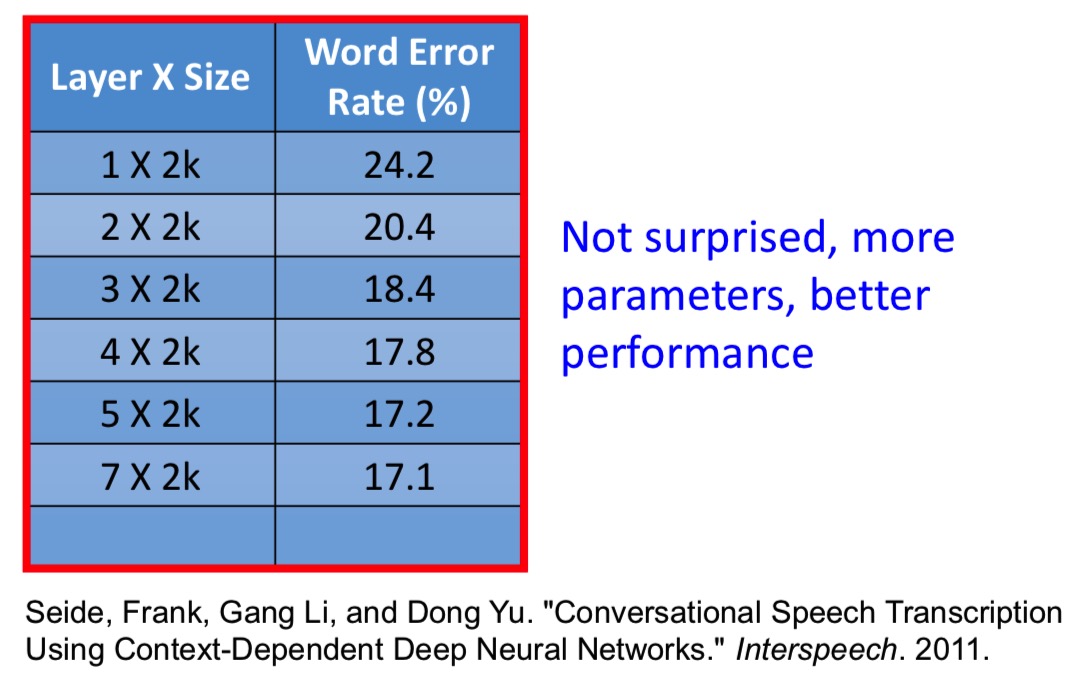 Layer X Size
Word Error
Rate (%)
1 X 2k
24.2
2 X 2k
20.4
3 X 2k
18.4
4 X 2k
17.8
5 X 2k
17.2
7 X 2k
17.1
Not surprised, more
parameters, better
performance
Seide, Frank, Gang Li, and Dong Yu. "Conversational Speech Transcription
Using Context-Dependent Deep Neural Networks." Interspeech. 2011.